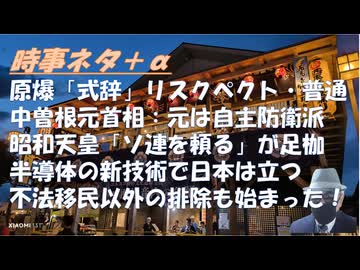 時事ネタ＋α
原爆「式辞」リスクペクト・普通
中曽根元首相：元は自主防衛派
昭和天皇「ソ連を頼る」が足枷
半導体の新技術で日本は立つ
不法移民以外の排除も始まった！